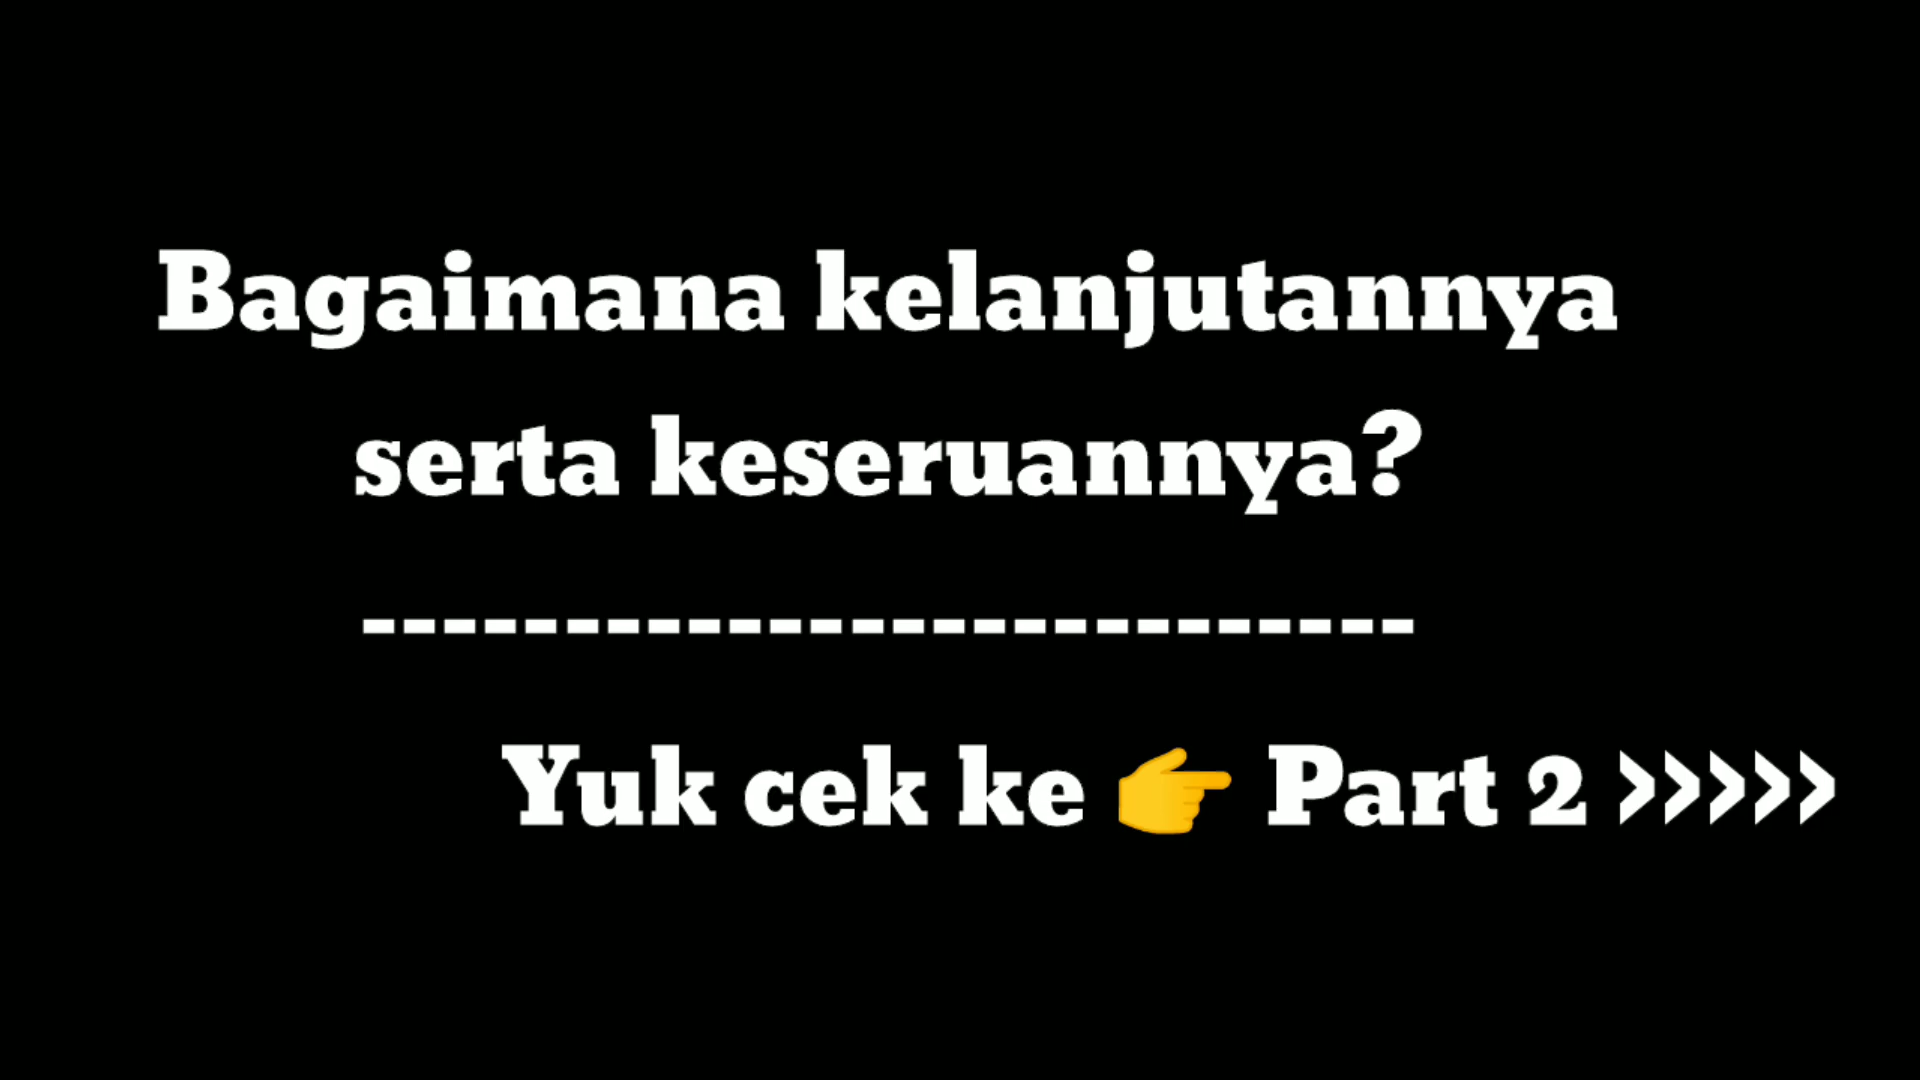 Bagaimana kelanjutannya
serta keseruannya?
--------------------------
Yuk cek ke 👉 Part 2 >>>>>